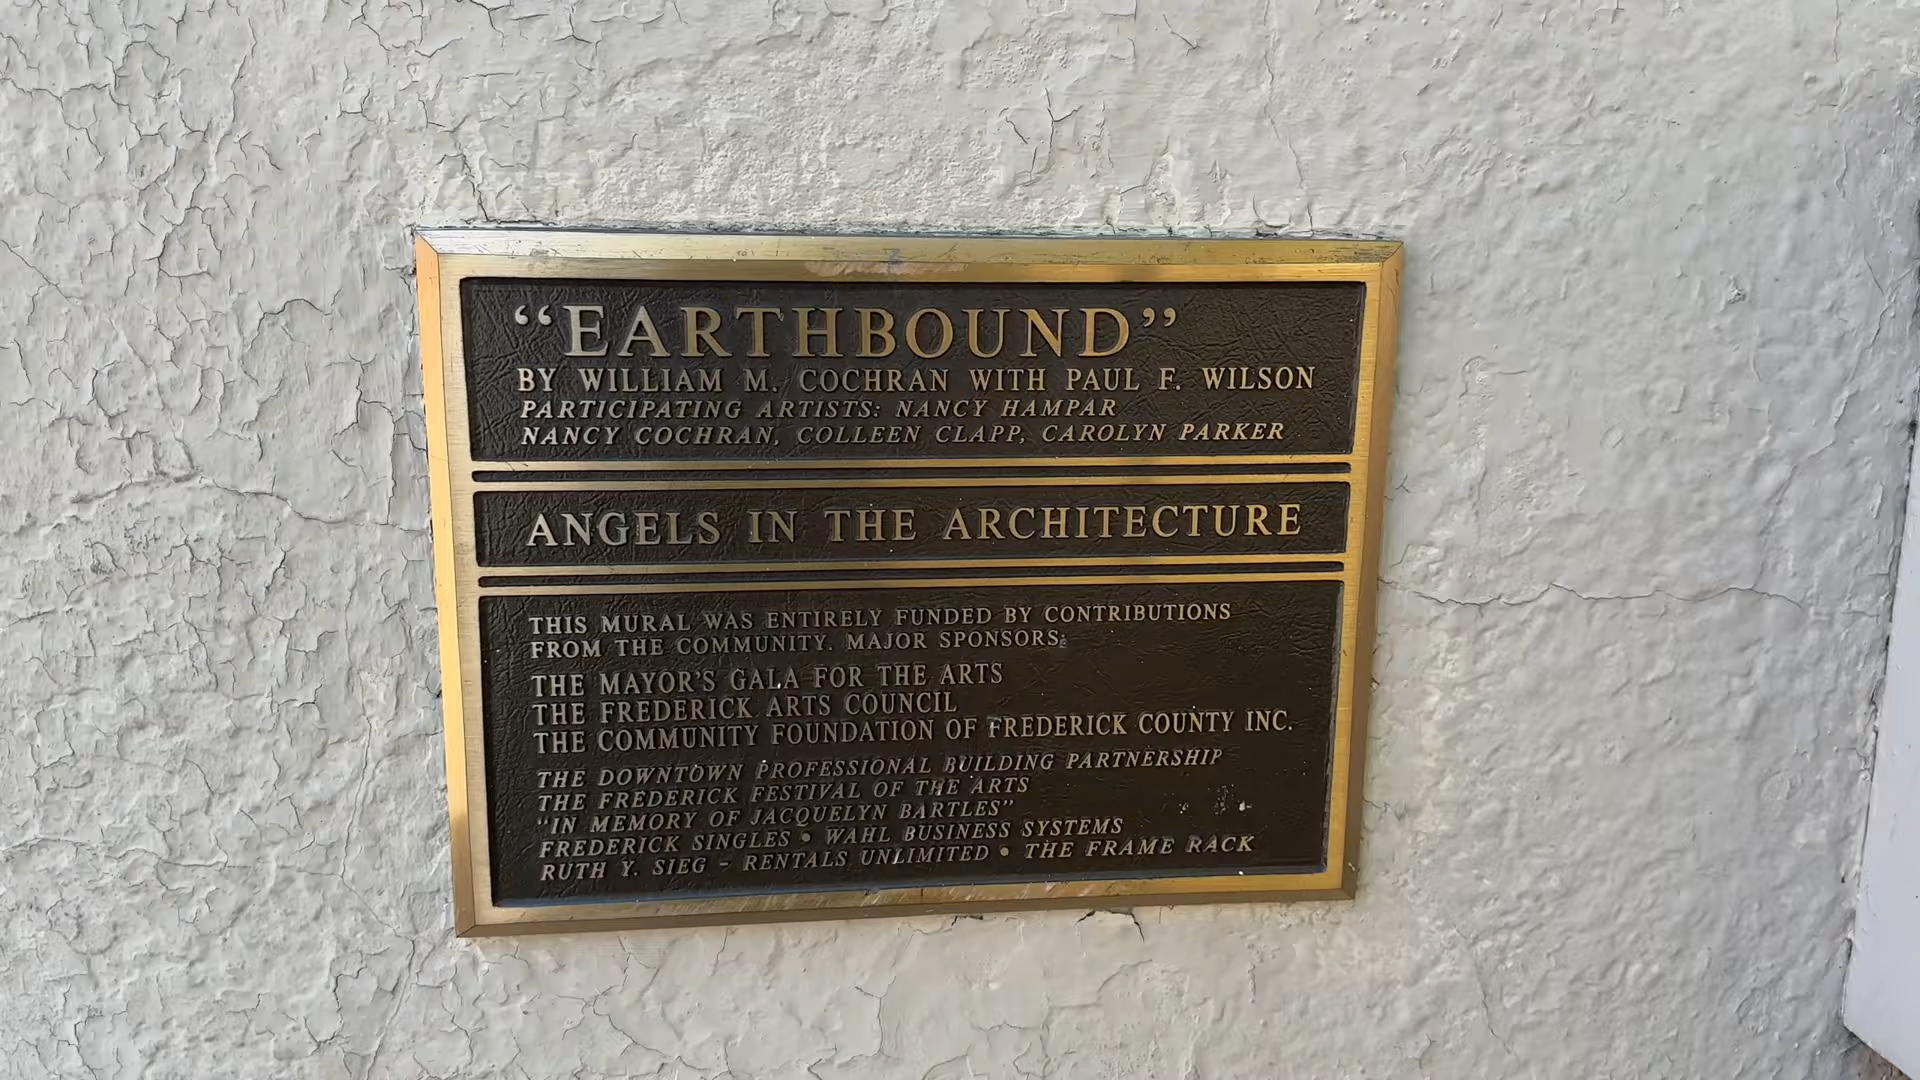 “EARTHBOUND”
BY WILLIAM M. COCHRAN WITH PAUL F. WILSON
PARTICIPATING ARTISTS: NANCY HAMPAR
NANCY COCHRAN, COLLEEN CLAPP, CAROLYN PARKER
ANGELS IN THE ARCHITECTURE
THIS MURAL WAS ENTIRELY FUNDED BY CONTRIBUTIONS
FROM THE COMMUNITY. MAJOR SPONSORS:
THE MAYOR'S GALA FOR THE ARTS
THE FREDERICK ARTS COUNCIL
THE COMMUNITY FOUNDATION OF FREDERICK COUNTY INC.
THE DOWNTOWN PROFESSIONAL BUILDING PARTNERSHIP
THE FREDERICK FESTIVAL OF THE ARTS
“IN MEMORY OF JACQUELYN BARTLES”
FREDERICK SINGLES • WAHL BUSINESS SYSTEMS
RUTH Y. SIEG – RENTALS UNLIMITED • THE FRAME RACK